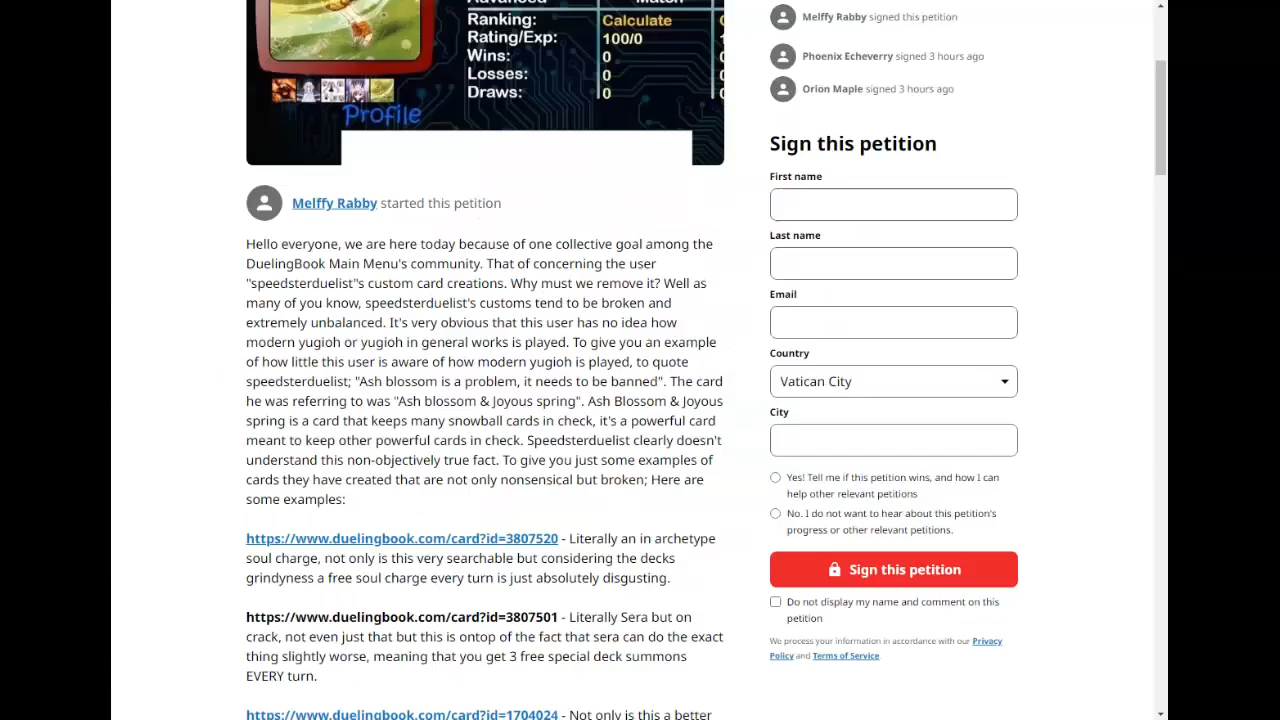 Advanced Match
Ranking: Calculate
Rating/Exp: 100/0
Wins: 0
Losses: 0
Draws: 0
Profile
Melffy Rabby started this petition
Hello everyone, we are here today because of one collective goal among the
DuelingBook Main Menu's community. That of concerning the user
"speedsterduelist"s custom card creations. Why must we remove it? Well as
many of you know, speedsterduelist's customs tend to be broken and
extremely unbalanced. It's very obvious that this user has no idea how
modern yugioh or yugioh in general works is played. To give you an example
of how little this user is aware of how modern yugioh is played, to quote
speedsterduelist; "Ash blossom is a problem, it needs to be banned". The card
he was referring to was "Ash blossom & Joyous spring". Ash Blossom & Joyous
spring is a card that keeps many snowball cards in check, it's a powerful card
meant to keep other powerful cards in check. Speedsterduelist clearly doesn't
understand this non-objectively true fact. To give you just some examples of
cards they have created that are not only nonsensical but broken; Here are
some examples:
https://www.duelingbook.com/card?id=3807520 - Literally an in archetype
soul charge, not only is this very searchable but considering the decks
grindyness a free soul charge every turn is just absolutely disgusting.
https://www.duelingbook.com/card?id=3807501 - Literally Sera but on
crack, not even just that but this is ontop of the fact that sera can do the exact
thing slightly worse, meaning that you get 3 free special deck summons
EVERY turn.
https://www.duelingbook.com/card?id=1704024 - Not only is this a better
Melffy Rabby signed this petition
Phoenix Echeverry signed 3 hours ago
Orion Maple signed 3 hours ago
Sign this petition
First name
Last name
Email
Country
Vatican City
City
Yes! Tell me if this petition wins, and how I can
help other relevant petitions
No. I do not want to hear about this petition's
progress or other relevant petitions.
Sign this petition
Do not display my name and comment on this
petition
We process your information in accordance with our Privacy
Policy and Terms of Service.